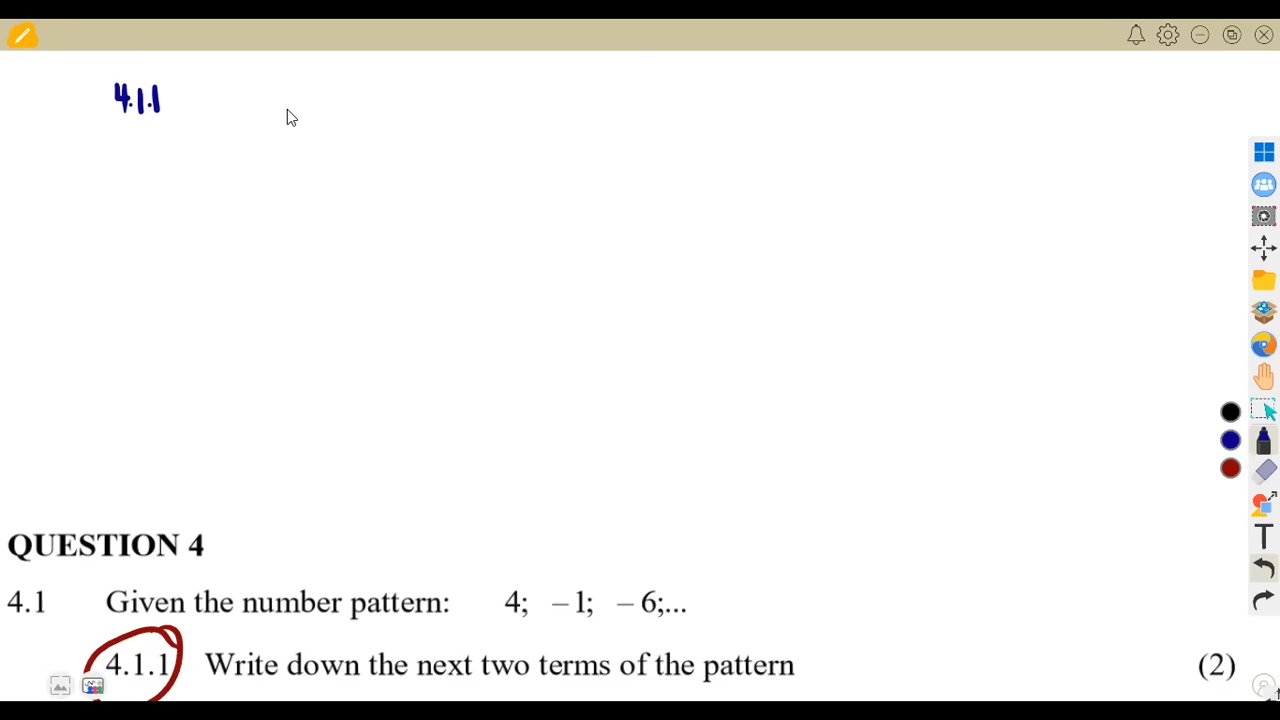 4.1.1
QUESTION 4
4.1 Given the number pattern: 4; –1; –6;...
4.1.1 Write down the next two terms of the pattern (2)